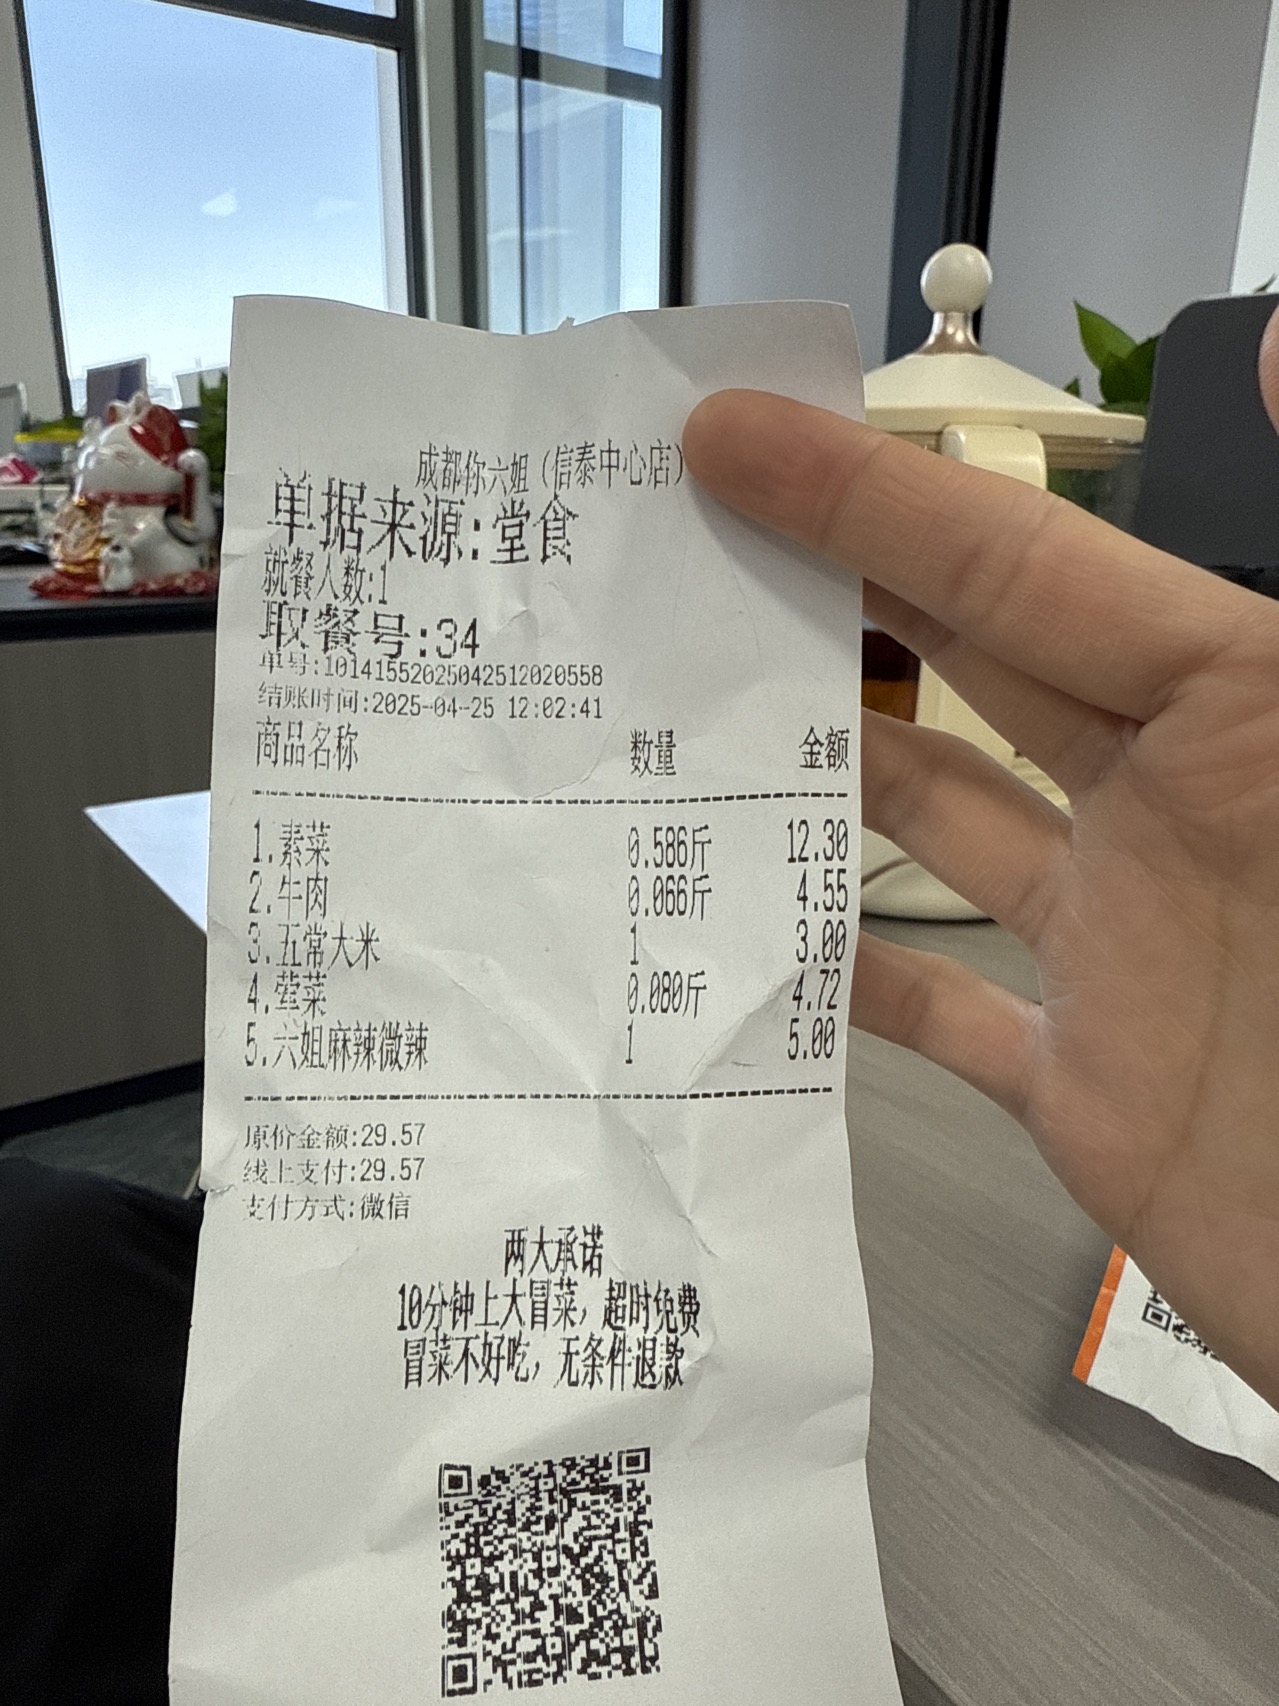 成都你六姐（信泰中心店）
单据来源:堂食
就餐人数:1
取餐号:34
单号:10141552025042512020558
结账时间:2025-04-25 12:02:41
商品名称 数量 金额
1.素菜 0.586斤 12.30
2.牛肉 0.066斤 4.55
3.五常大米 1 3.00
4.荤菜 0.080斤 4.72
5.六姐麻辣微辣 1 5.00
原价金额:29.57
线上支付:29.57
支付方式:微信
两大承诺
10分钟上大冒菜，超时免费
冒菜不好吃，无条件退款